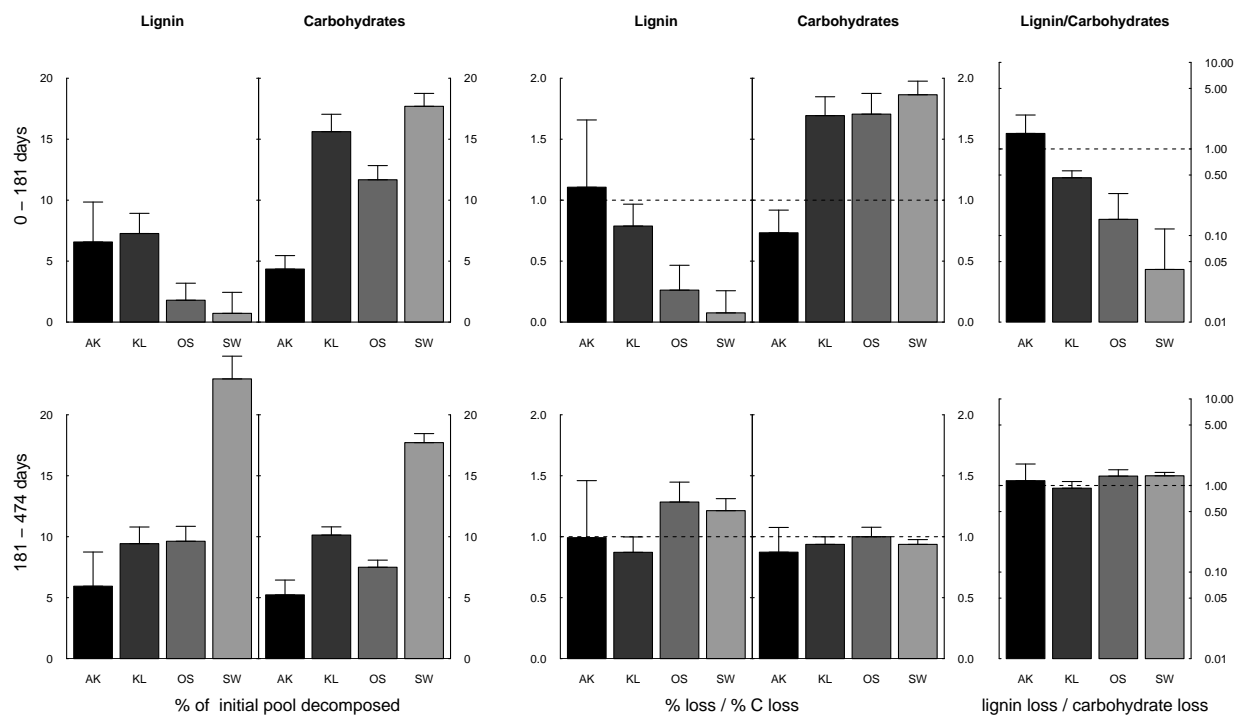 Lignin Carbohydrates Lignin Carbohydrates Lignin/Carbohydrates
0 − 181 days
20 20 2.0 2.0 10.00
5.00
15 15 1.5 1.5
1.00
10 10 1.0 1.0 0.50
5 5 0.5 0.5 0.10
0.05
0 0 0.0 0.0 0.01
AK KL OS SW AK KL OS SW AK KL OS SW AK KL OS SW AK KL OS SW
181 − 474 days
20 20 2.0 2.0 10.00
5.00
15 15 1.5 1.5
1.00
10 10 1.0 1.0 0.50
5 5 0.5 0.5 0.10
0.05
0 0 0.0 0.0 0.01
AK KL OS SW AK KL OS SW AK KL OS SW AK KL OS SW AK KL OS SW
% of initial pool decomposed % loss / % C loss lignin loss / carbohydrate loss